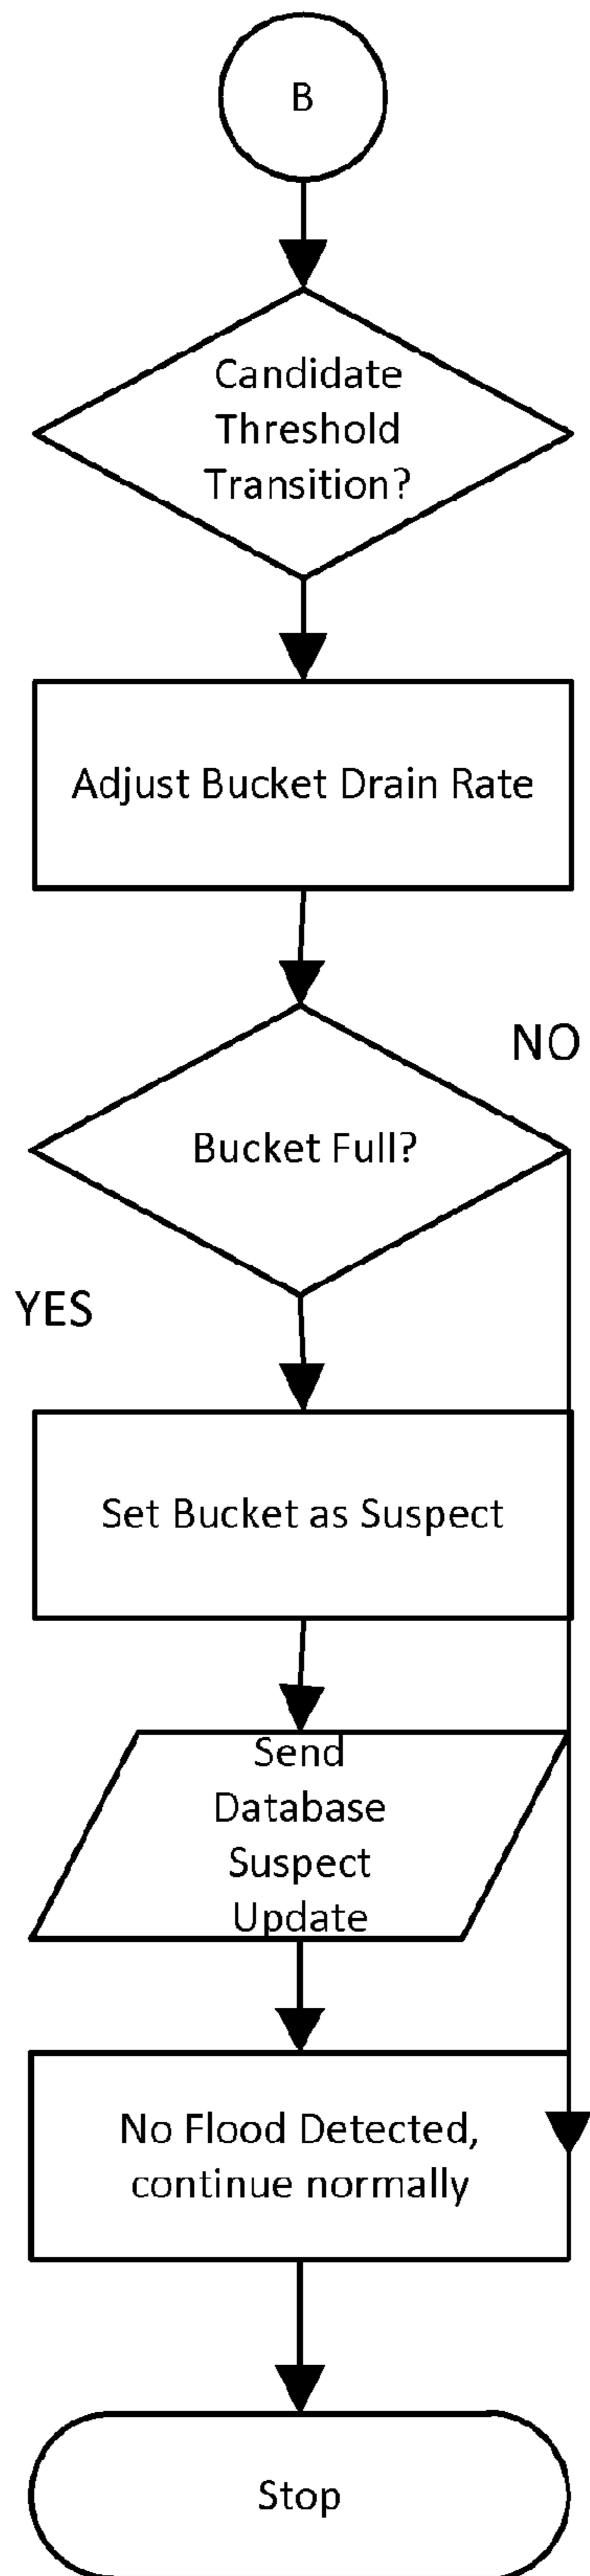 B
Candidate
Threshold
Transition?
Adjust Bucket Drain Rate
NO
Bucket Full?
YES
Set Bucket as Suspect
Send
Database
Suspect
Update
No Flood Detected,
continue normally
Stop